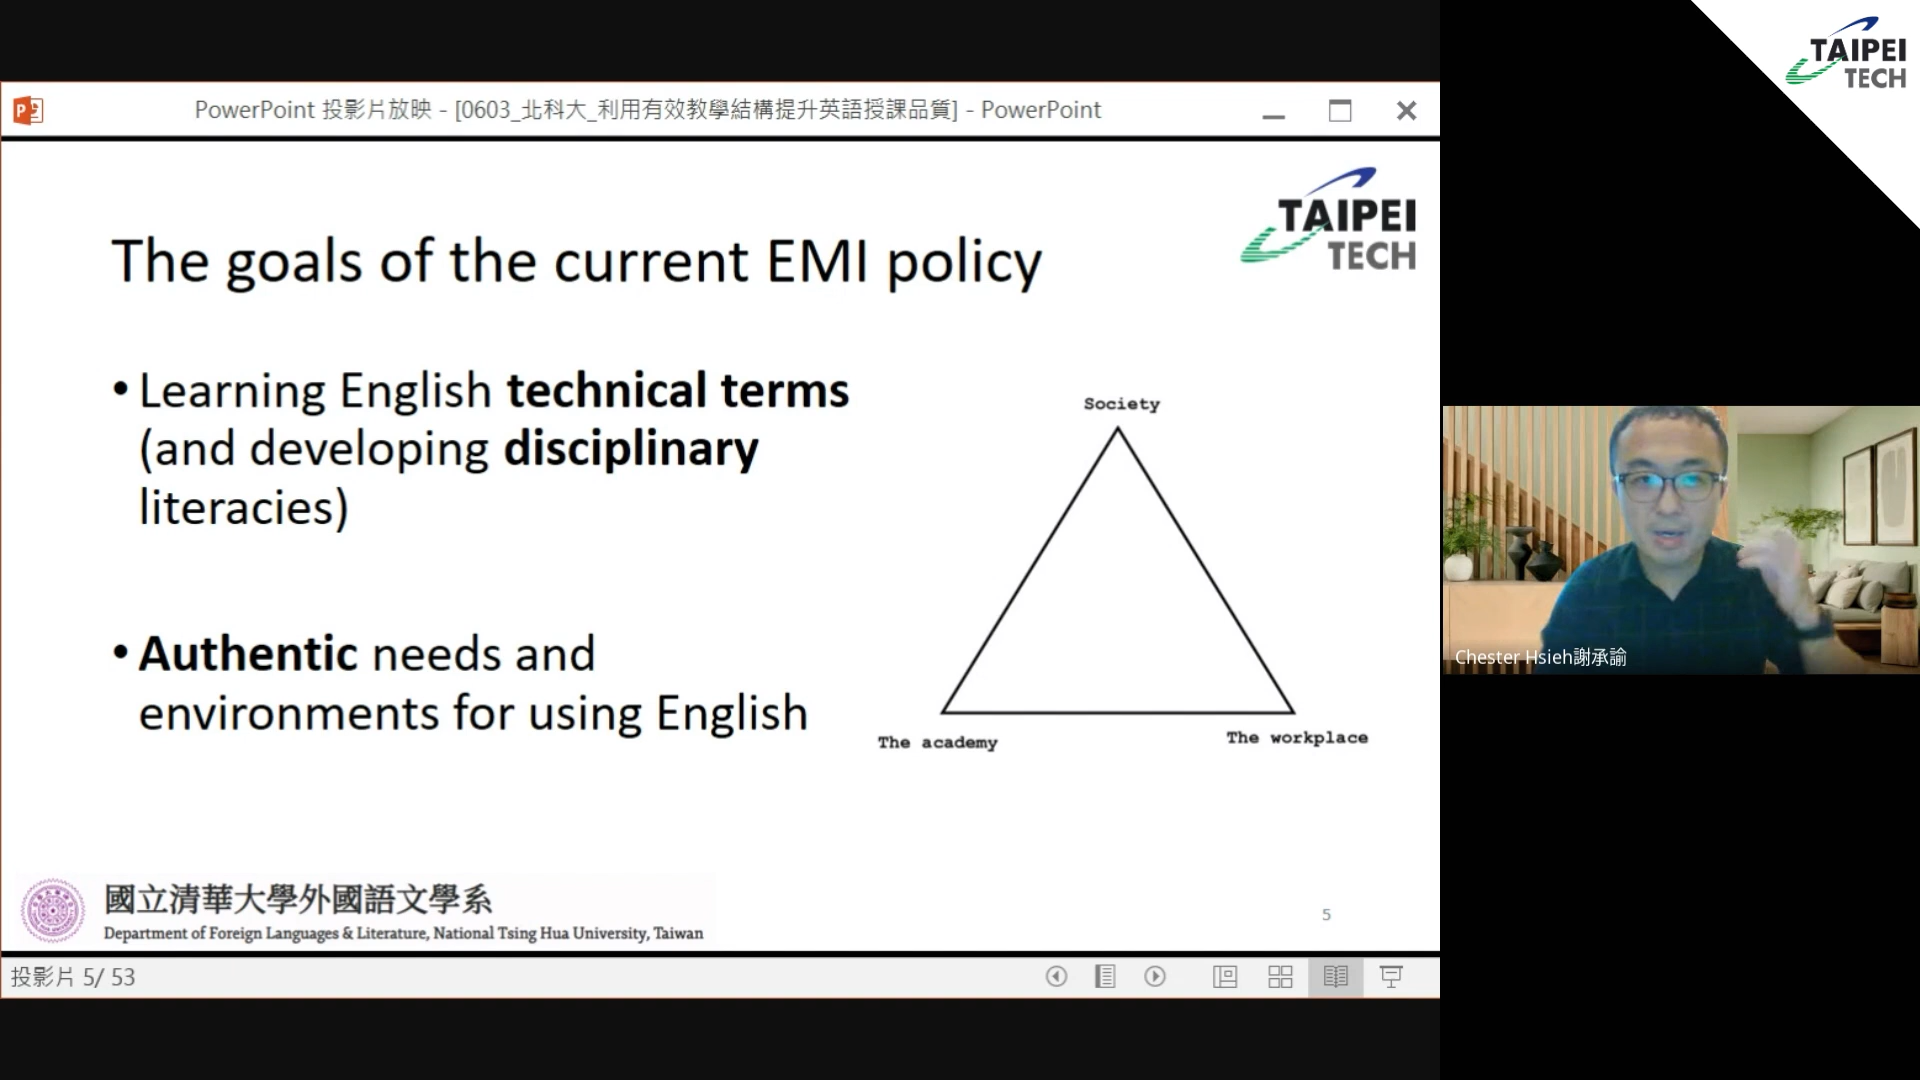 PowerPoint 投影片放映 - [0603_北科大_利用有效教學結構提升英語授課品質] - PowerPoint
TAIPEI
TECH
TAIPEI
TECH
The goals of the current EMI policy
• Learning English technical terms
(and developing disciplinary
literacies)
• Authentic needs and
environments for using English
Society
The academy
The workplace
Chester Hsieh謝承諭
國立清華大學外國語文學系
Department of Foreign Languages & Literature, National Tsing Hua University, Taiwan
5
投影片 5/ 53